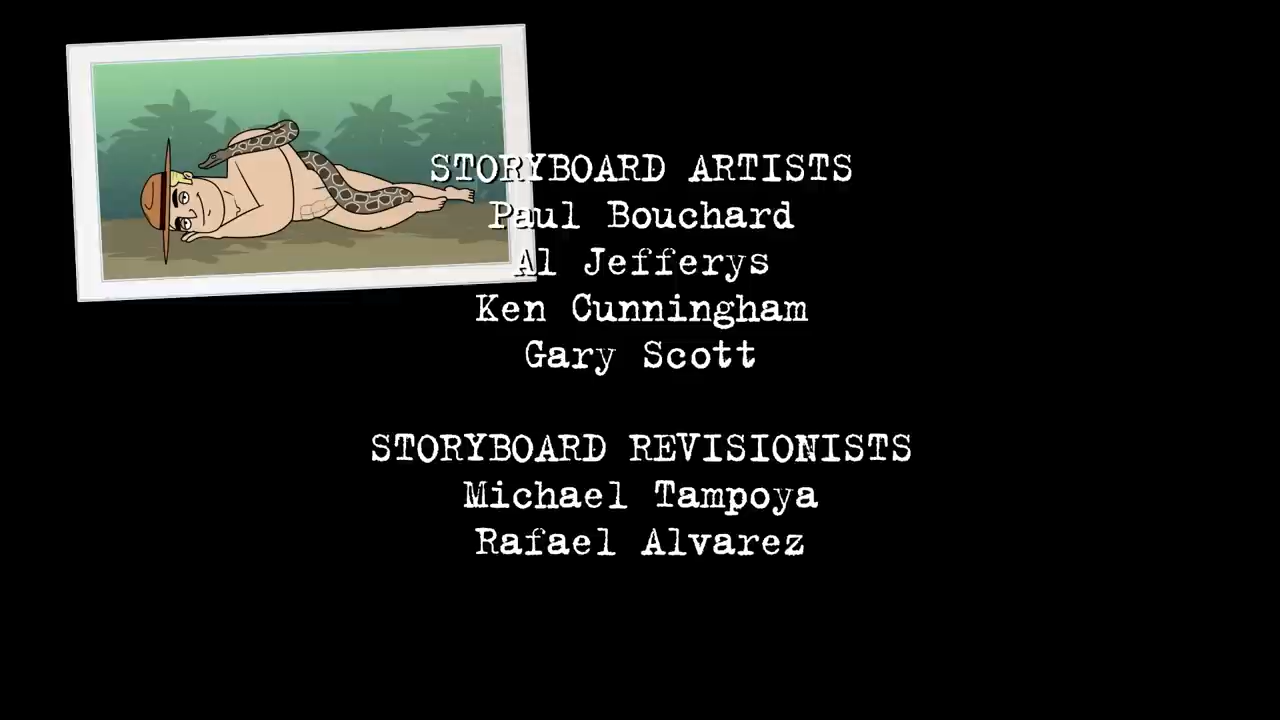 STORYBOARD ARTISTS
Paul Bouchard
Al Jefferys
Ken Cunningham
Gary Scott
STORYBOARD REVISIONISTS
Michael Tampoya
Rafael Alvarez